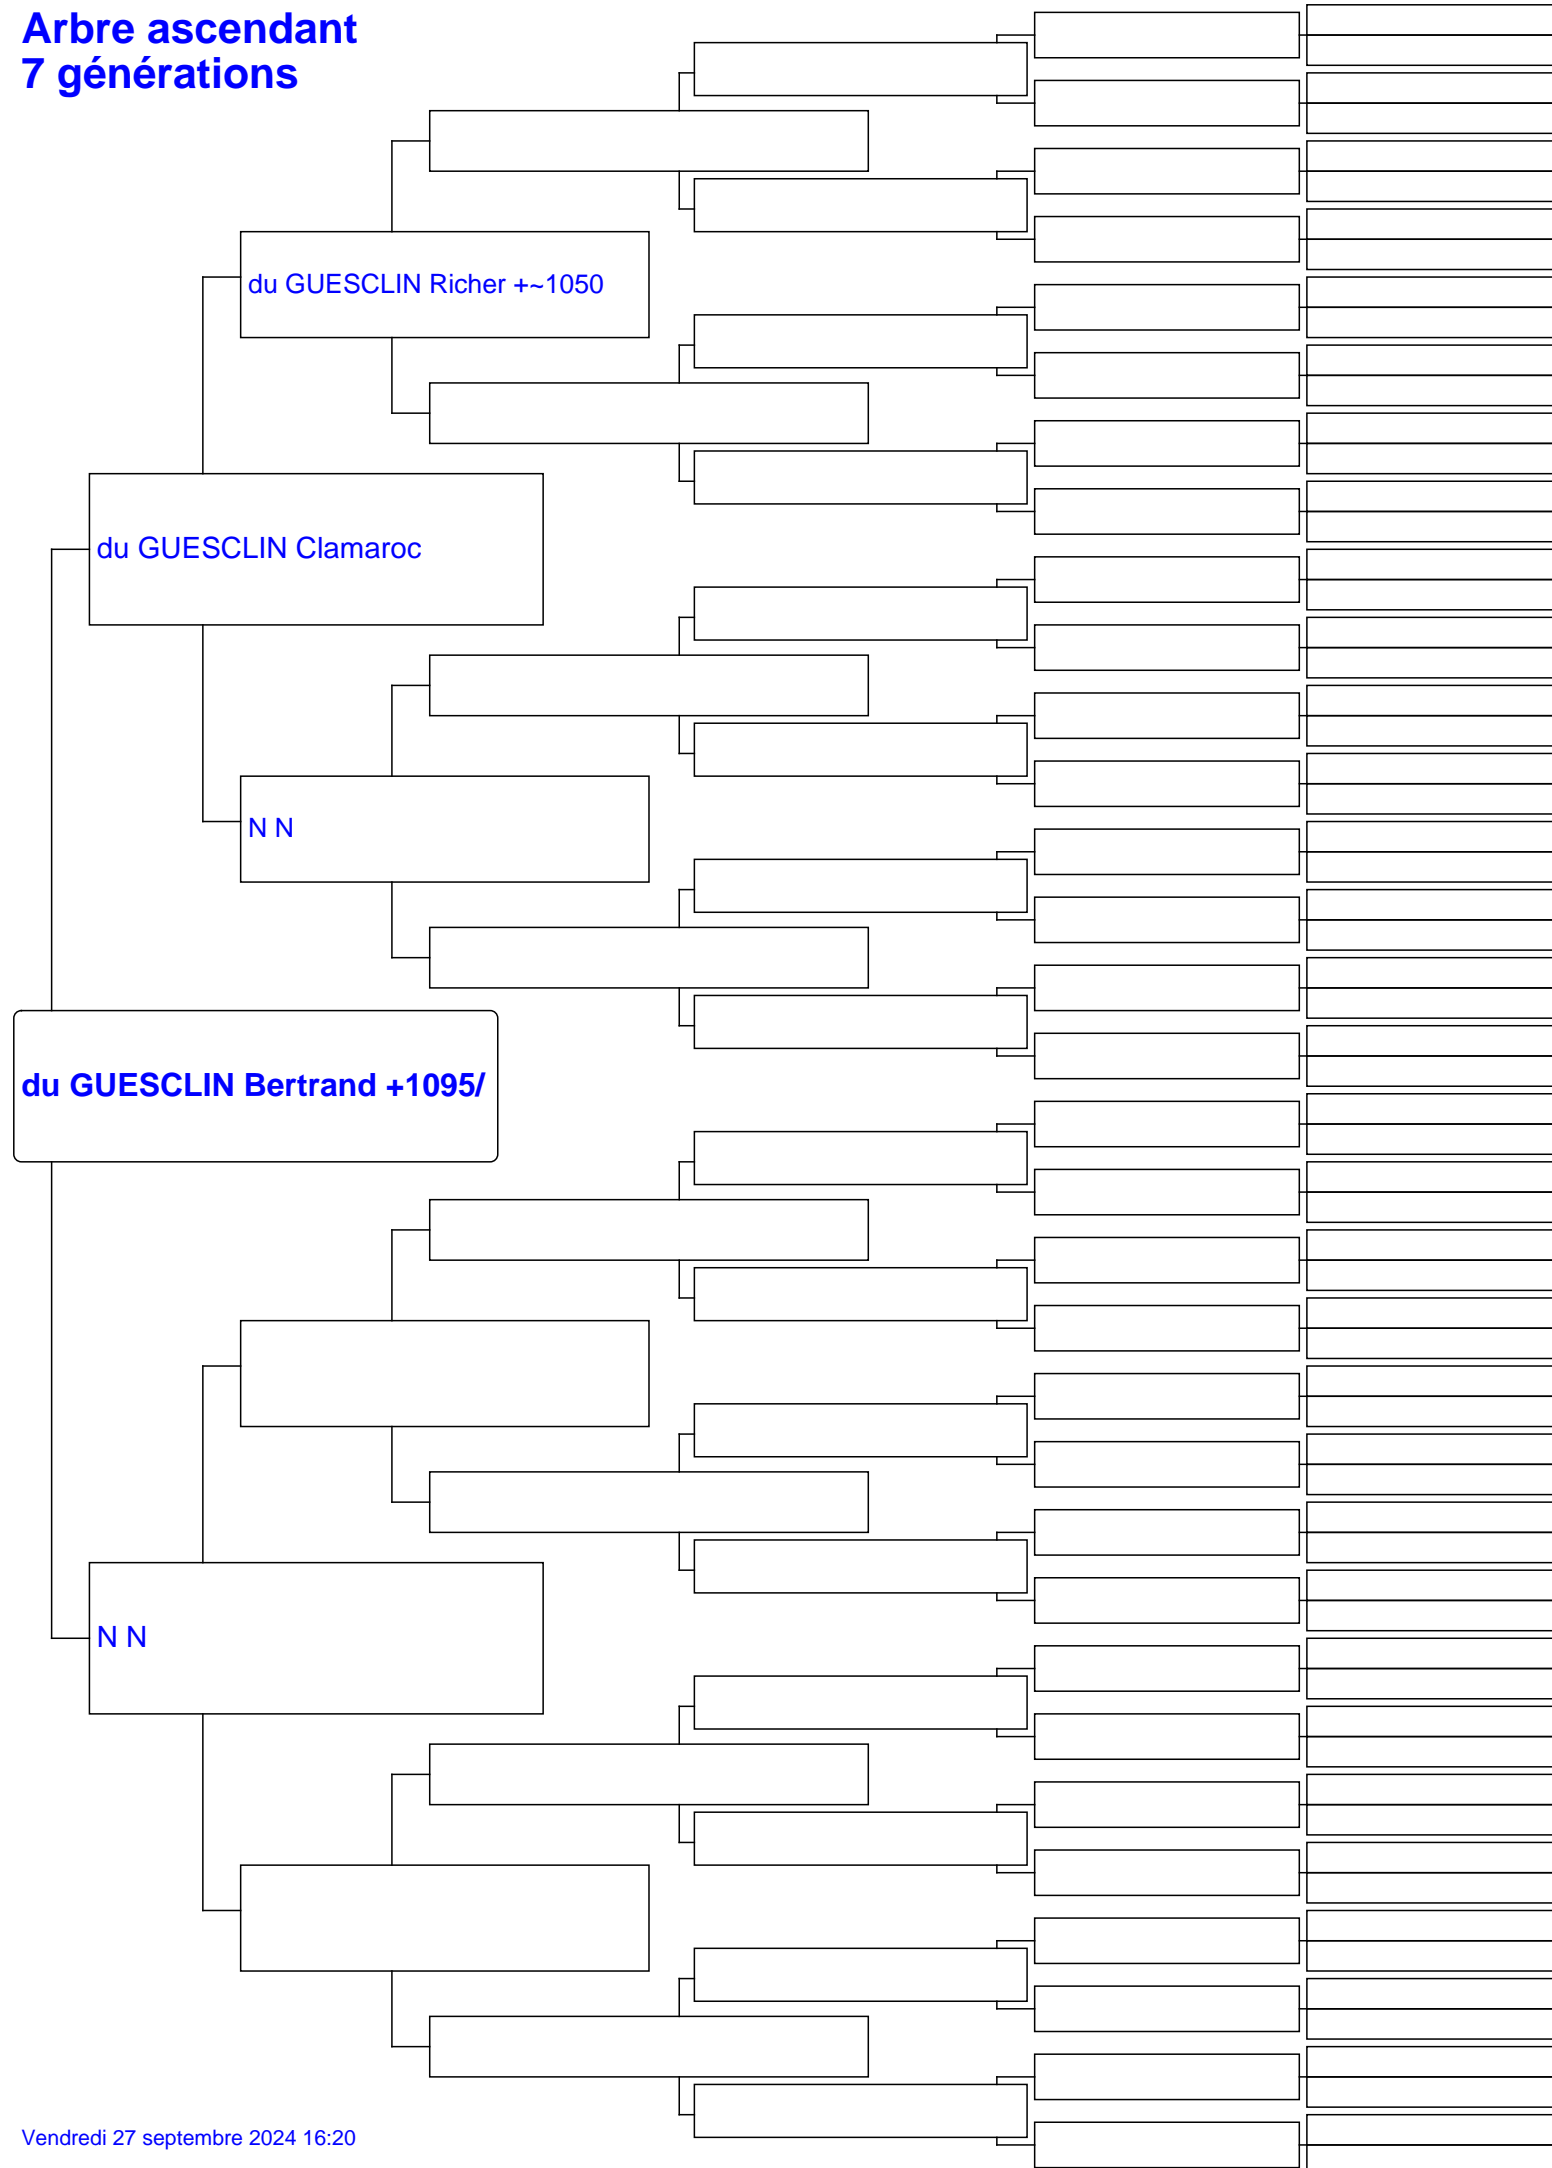 Arbre ascendant
7 générations
du GUESCLIN Richer +~1050
du GUESCLIN Clamaroc
N N
du GUESCLIN Bertrand +1095/
N N
Vendredi 27 septembre 2024 16:20